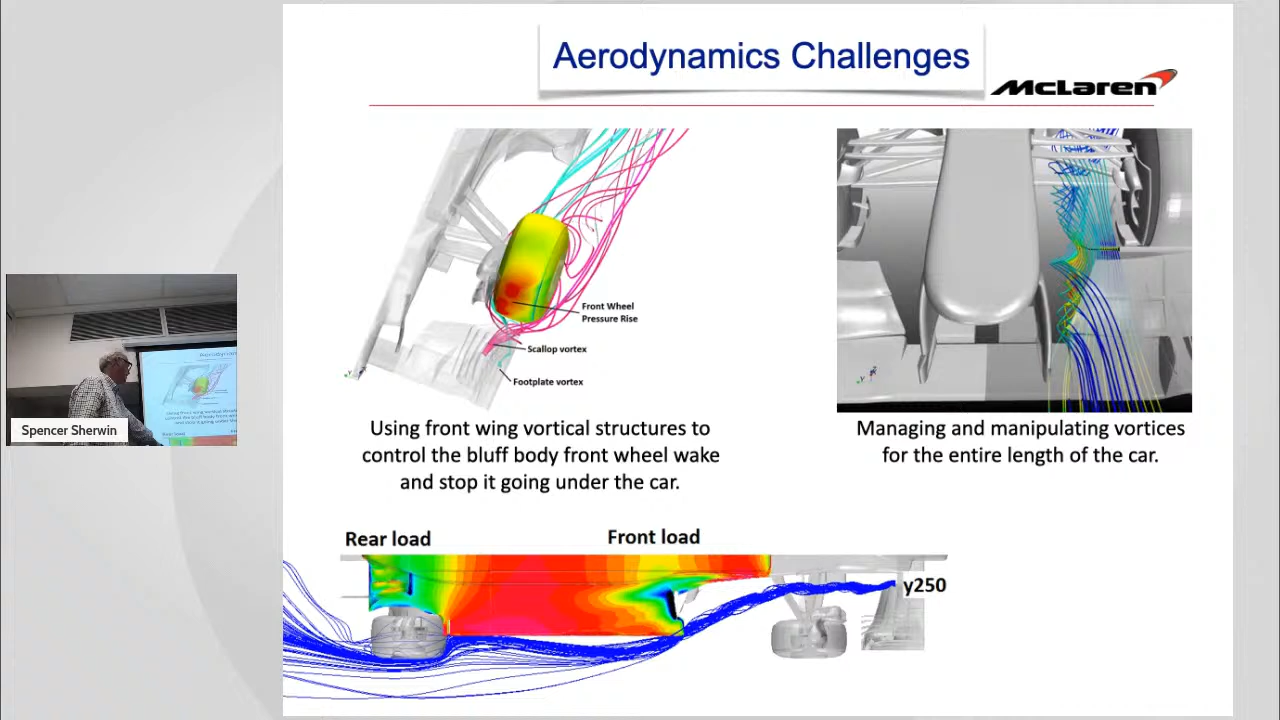 Aerodynamics Challenges
McLaren
Front Wheel
Pressure Rise
Scallop vortex
Footplate vortex
Using front wing vortical structures to
control the bluff body front wheel wake
and stop it going under the car.
Managing and manipulating vortices
for the entire length of the car.
Rear load
Front load
y250
Spencer Sherwin